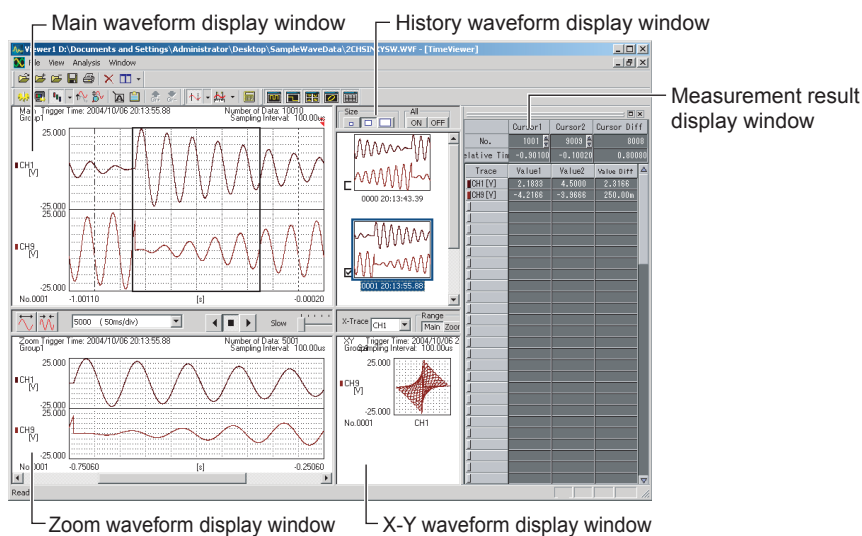 Main waveform display window
History waveform display window
Viewer1 D:\Documents and Settings\Administrator\Desktop\SampleWaveData\2CHSINXYSW.WVF - [TimeViewer]
File View Analysis Window
Main Trigger Time: 2004/10/06 20:13:55.88
Number of Data: 10010
Group1
Sampling Interval: 100.00us
25.000
CH1
[V]
-25.000
25.000
CH9
[V]
-25.000
No.0001
-1.00110
[s]
-0.00020
Size
All
ON OFF
0000 20:13:43.39
0001 20:13:55.88
Measurement result
display window
Cursor1 Cursor2 Cursor Diff
No. 1001 9009 8008
elative Tim -0.90100 -0.10020 0.80080
Trace Value1 Value2 Value Diff
CH1[V] 2.1833 4.5000 2.3166
CH9[V] -4.2166 -3.9666 250.00m
5000 ( 50ms/div)
Slow
X-Trace CH1
Range
Main Zoom
Zoom Trigger Time: 2004/10/06 20:13:55.88
Number of Data: 5001
Group1
Sampling Interval: 100.00us
25.000
CH1
[V]
-25.000
25.000
CH9
[V]
-25.000
No.0001
-0.75060
[s]
-0.25060
XY Trigger Time: 2004/10/06 2
Sampling Interval: 100.00us
25.000
CH9
[V]
-25.000
No.0001
CH1
Read
Zoom waveform display window
X-Y waveform display window